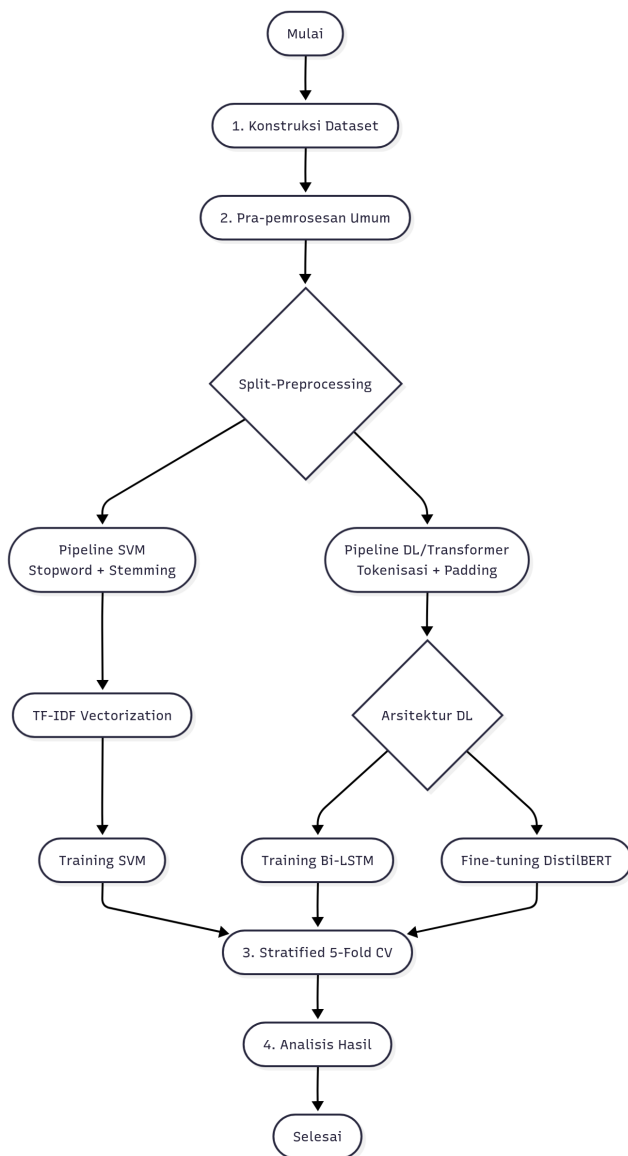 Mulai
1. Konstruksi Dataset
2. Pra-pemrosesan Umum
Split-Preprocessing
Pipeline SVM
Stopword + Stemming
Pipeline DL/Transformer
Tokenisasi + Padding
TF-IDF Vectorization
Arsitektur DL
Training SVM
Training Bi-LSTM
Fine-tuning DistilBERT
3. Stratified 5-Fold CV
4. Analisis Hasil
Selesai